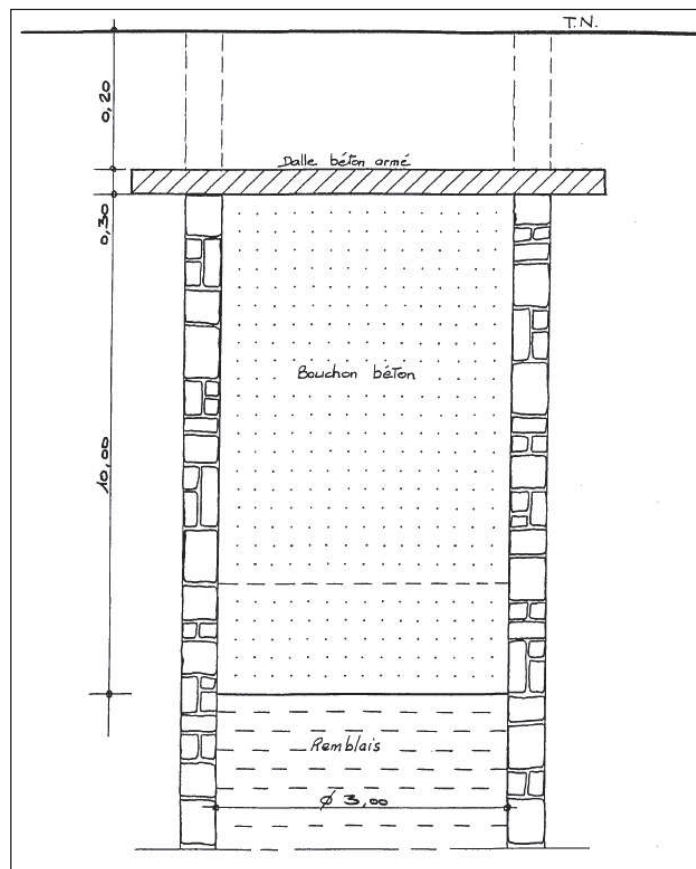 T.N.
0,20
Dalle béton armé
0,30
Bouchon béton
10,00
Remblais
Ø 3,00